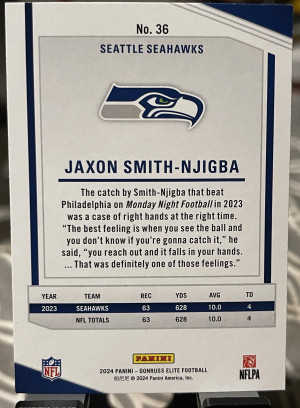 No. 36
SEATTLE SEAHAWKS
JAXON SMITH-NJIGBA
The catch by Smith-Njigba that beat
Philadelphia on Monday Night Football in 2023
was a case of right hands at the right time.
“The best feeling is when you see the ball and
you don't know if you're gonna catch it,” he
said, “you reach out and it falls in your hands.
... That was definitely one of those feelings.”
YEAR TEAM REC YDS AVG TD
2023 SEAHAWKS 63 628 10.0 4
NFL TOTALS 63 628 10.0 4
NFL
PANINI
NFLPA
2024 PANINI – DONRUSS ELITE FOOTBALL
© 2024 Panini America, Inc.